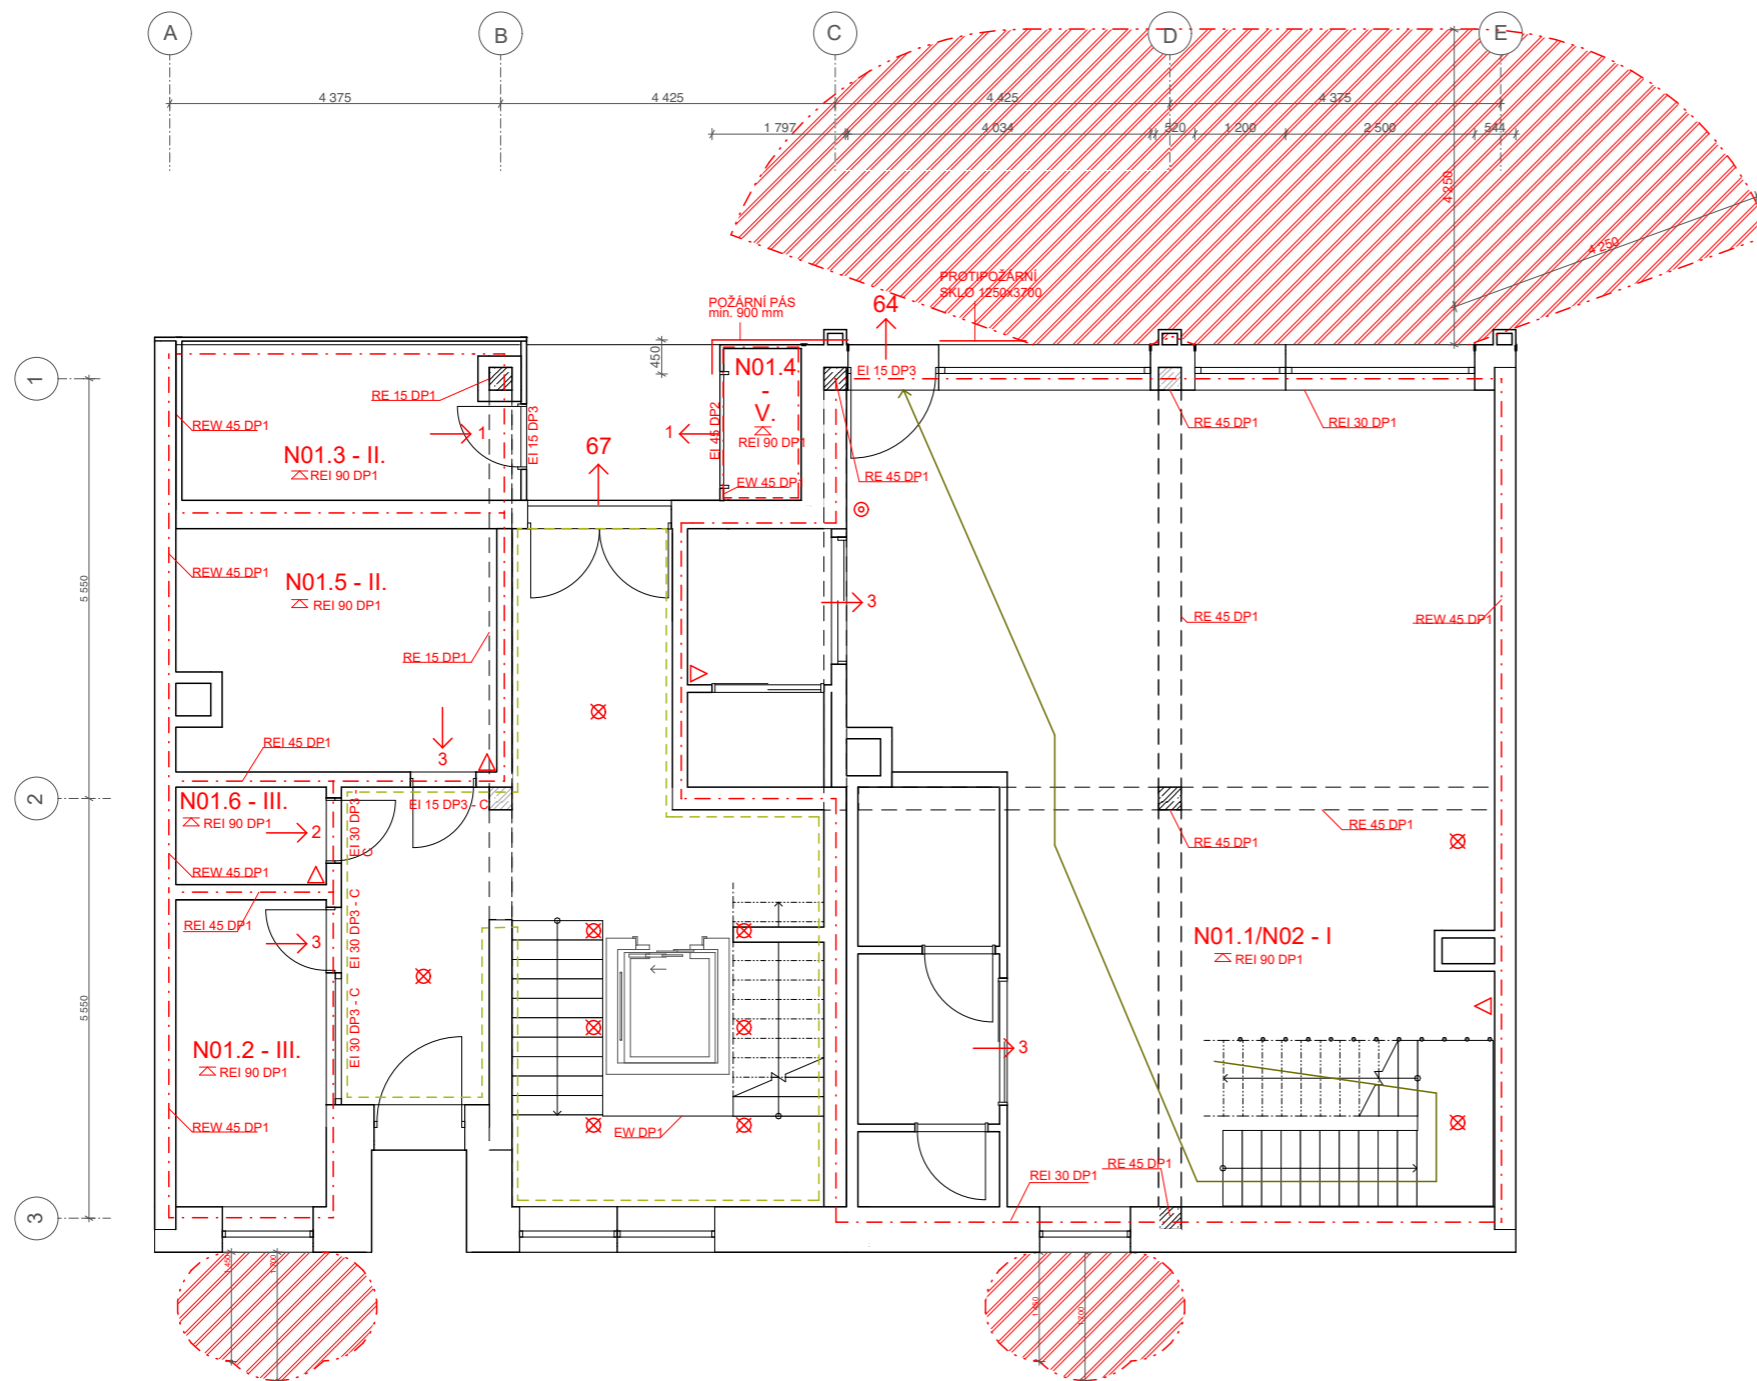 A
B
C
D
E
4 375
4 425
4 425
4 375
1 797
4 034
520
1 200
2 500
544
4 250
4 250
PROTIPOŽÁRNÍ
SKLO 1250x3700
POŽÁRNÍ PÁS
min. 900 mm
64
450
1
RE 15 DP1
REW 45 DP1
N01.3 - II.
REI 90 DP1
1
EI 15 DP3
67
1
EI 45 DP2
N01.4
-
V.
REI 90 DP1
EW 45 DP
EI 15 DP3
RE 45 DP1
RE 45 DP1
REI 30 DP1
5 550
REW 45 DP1
N01.5 - II.
REI 90 DP1
RE 15 DP1
3
REI 45 DP1
3
RE 45 DP1
REW 45 DP1
2
N01.6 - III.
REI 90 DP1
2
EI 30 DP3 -
C
EI 15 DP3 - C
REW 45 DP1
REI 45 DP1
RE 45 DP1
RE 45 DP1
3
EI 30 DP3 - C
N01.1/N02 - I
REI 90 DP1
5 550
N01.2 - III.
REI 90 DP1
EI 30 DP3 - C
REW 45 DP1
EW DP1
3
RE 45 DP1
REI 30 DP1
3